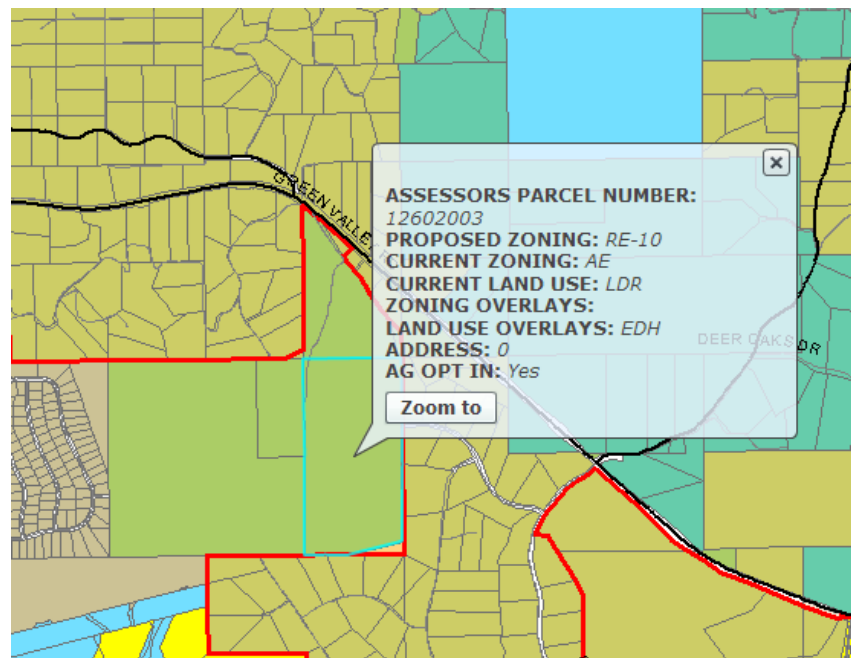 GREEN VALLEY
ASSESSORS PARCEL NUMBER:
12602003
PROPOSED ZONING: RE-10
CURRENT ZONING: AE
CURRENT LAND USE: LDR
ZONING OVERLAYS:
LAND USE OVERLAYS: EDH
ADDRESS: 0
AG OPT IN: Yes
Zoom to
DEER OAKS DR